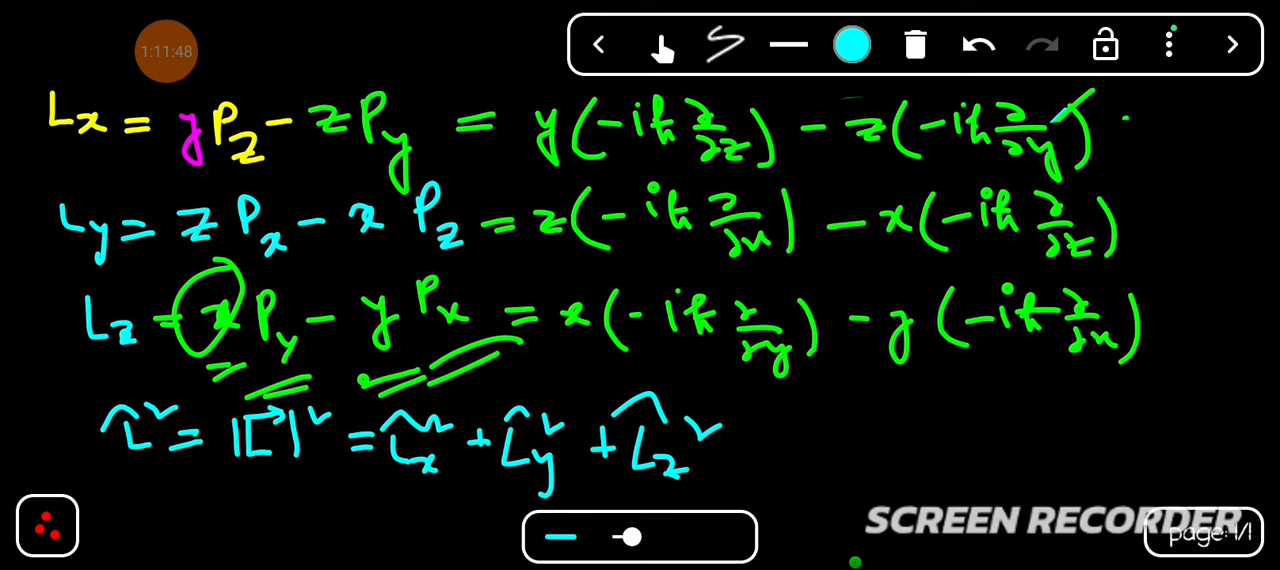 1:11:48
Lx = yPz - zPy = y(-iħ ∂/∂z) - z(-iħ ∂/∂y)
Ly = zPx - xPz = z(-iħ ∂/∂x) - x(-iħ ∂/∂z)
Lz = xPy - yPx = x(-iħ ∂/∂y) - y(-iħ ∂/∂x)
L̂² = |L⃗|² = L̂x² + L̂y² + L̂z²
SCREEN RECORDER
page:1/1